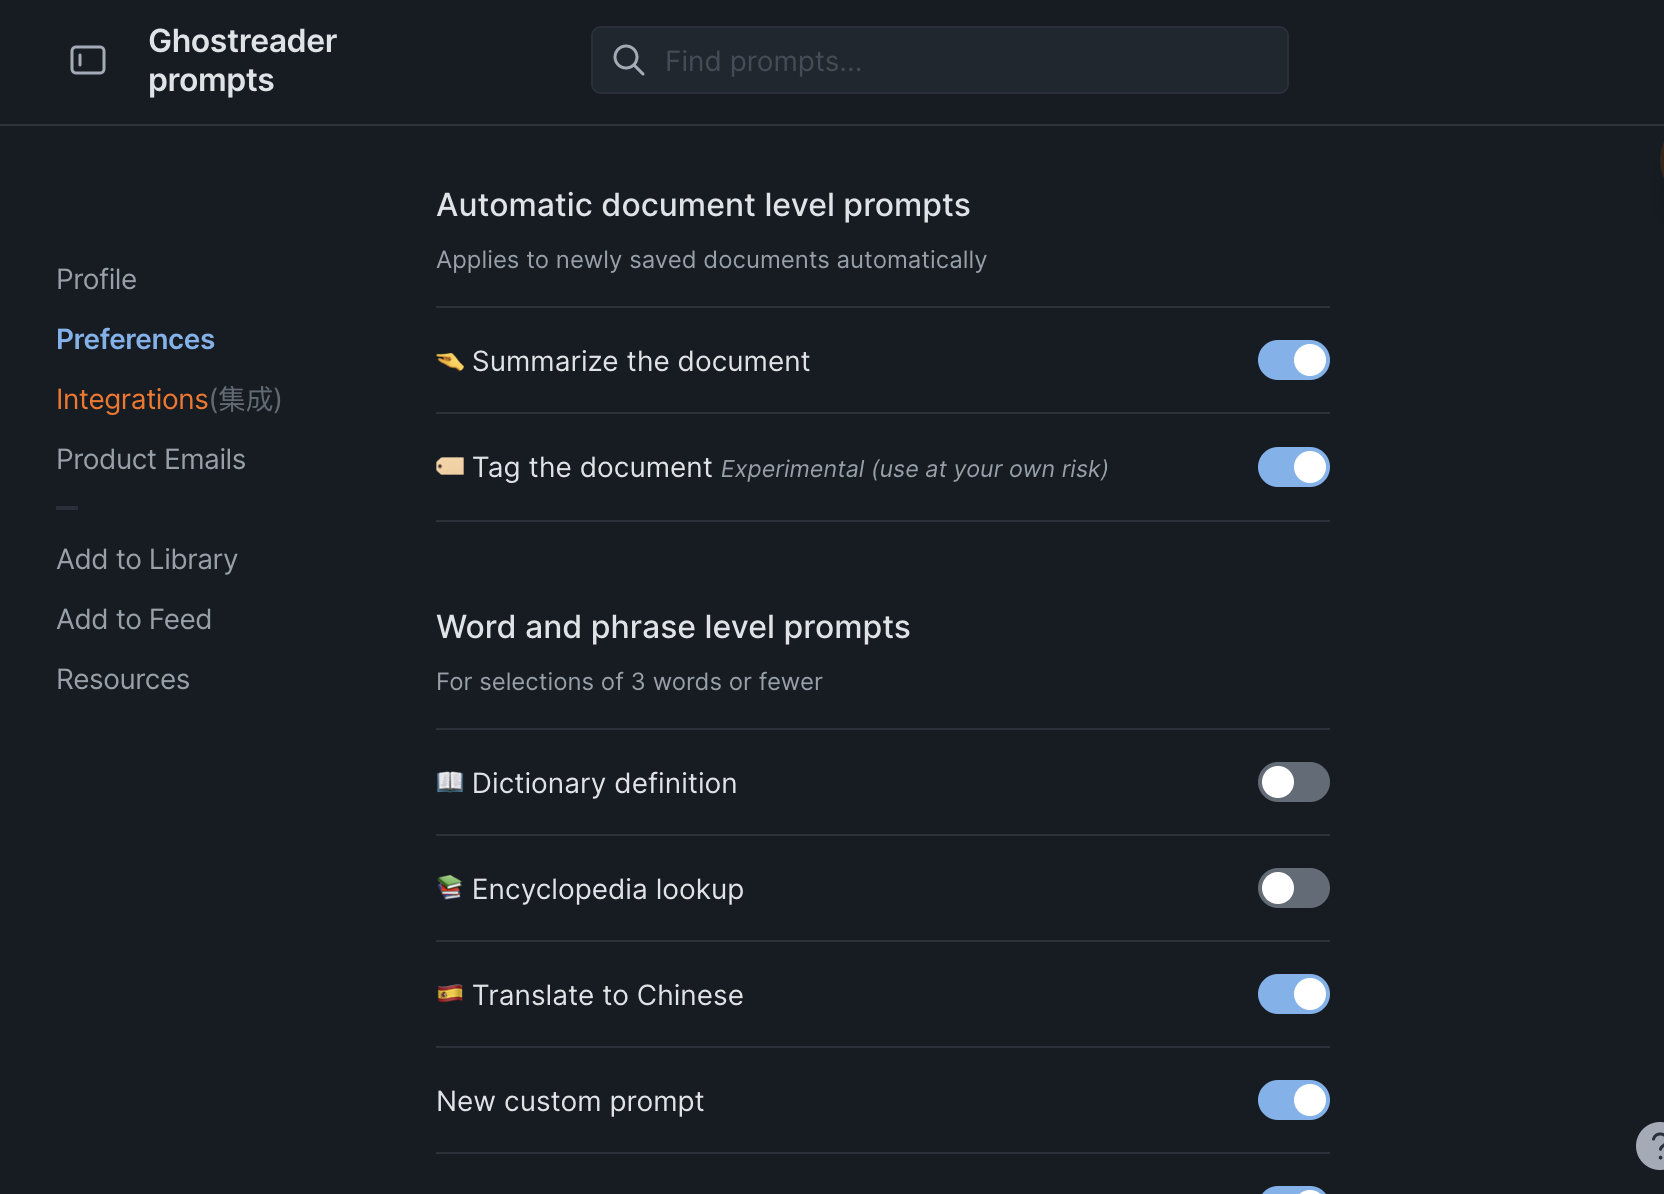 Ghostreader
prompts
Find prompts...
Profile
Preferences
Integrations(集成)
Product Emails
Add to Library
Add to Feed
Resources
Automatic document level prompts
Applies to newly saved documents automatically
Summarize the document
Tag the document Experimental (use at your own risk)
Word and phrase level prompts
For selections of 3 words or fewer
Dictionary definition
Encyclopedia lookup
Translate to Chinese
New custom prompt
?